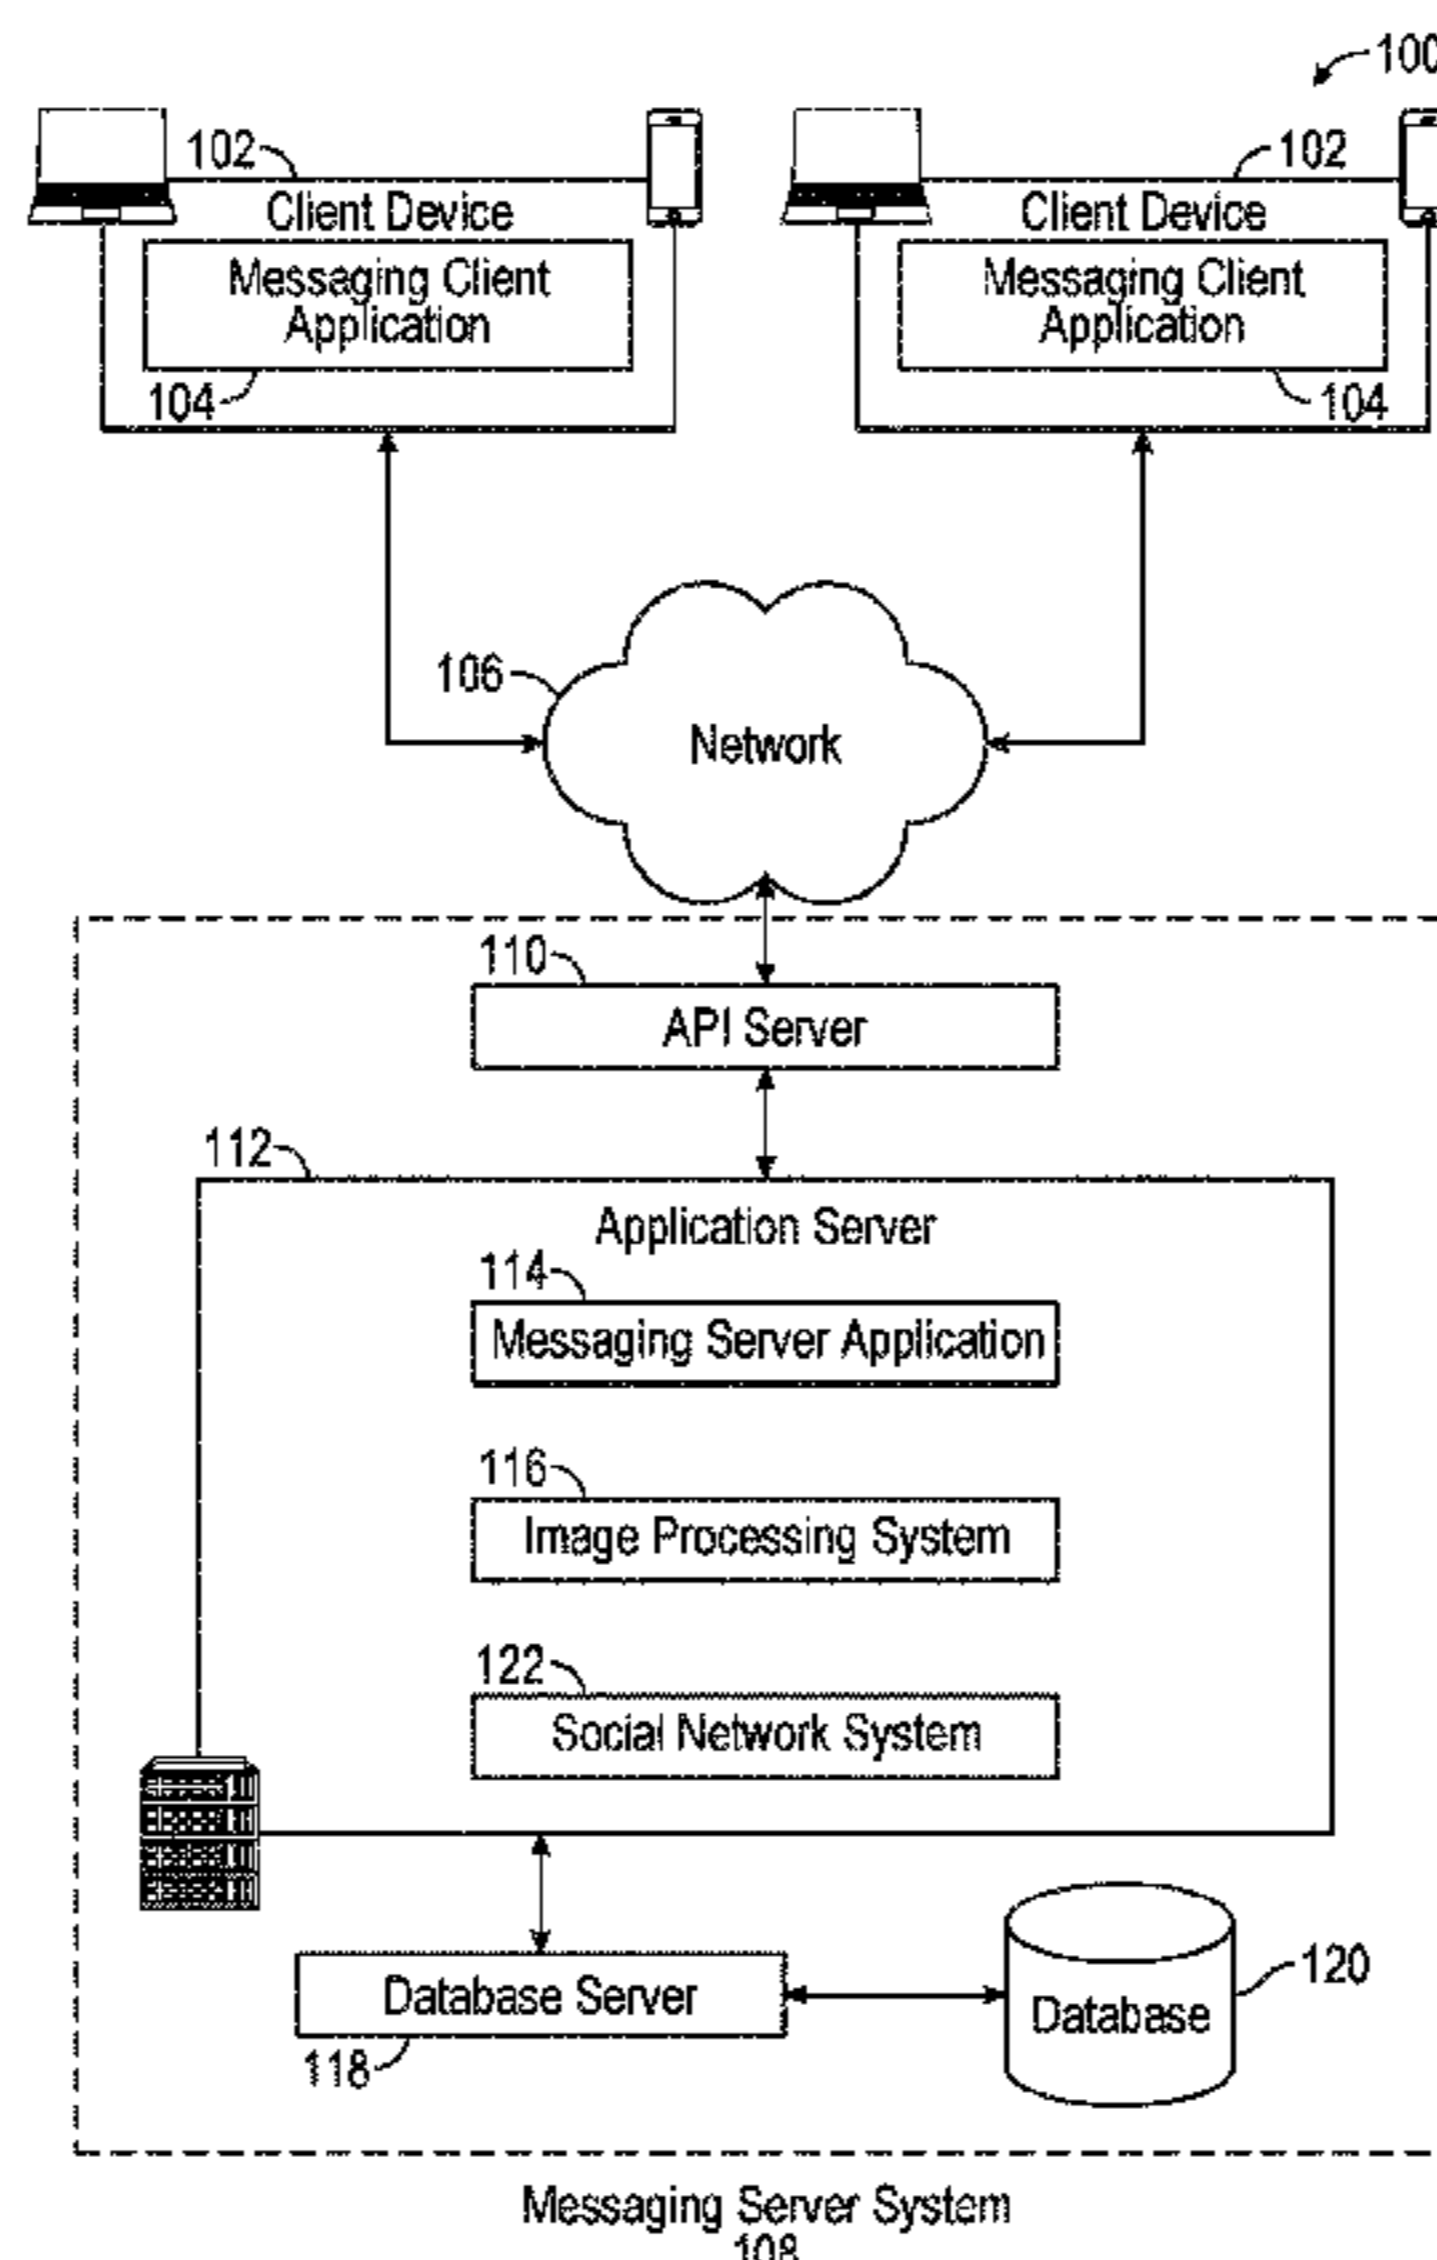 100
102
102
Client Device
Client Device
Messaging Client
Application
Messaging Client
Application
104
104
106
Network
110
API Server
112
Application Server
114
Messaging Server Application
116
Image Processing System
122
Social Network System
Database Server
118
Database
120
Messaging Server System
108